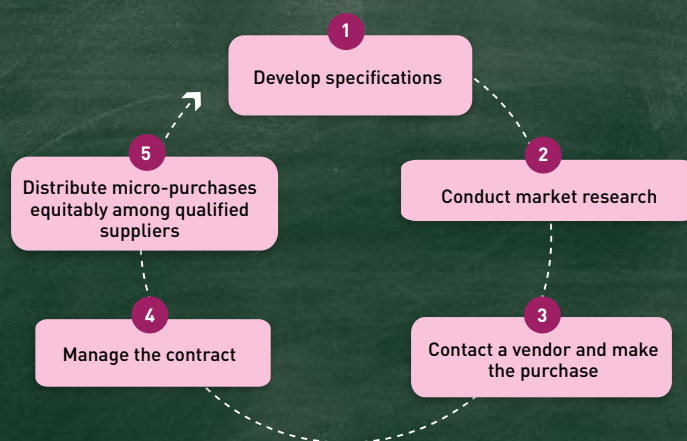 1
Develop specifications
2
Conduct market research
3
Contact a vendor and make
the purchase
4
Manage the contract
5
Distribute micro-purchases
equitably among qualified
suppliers